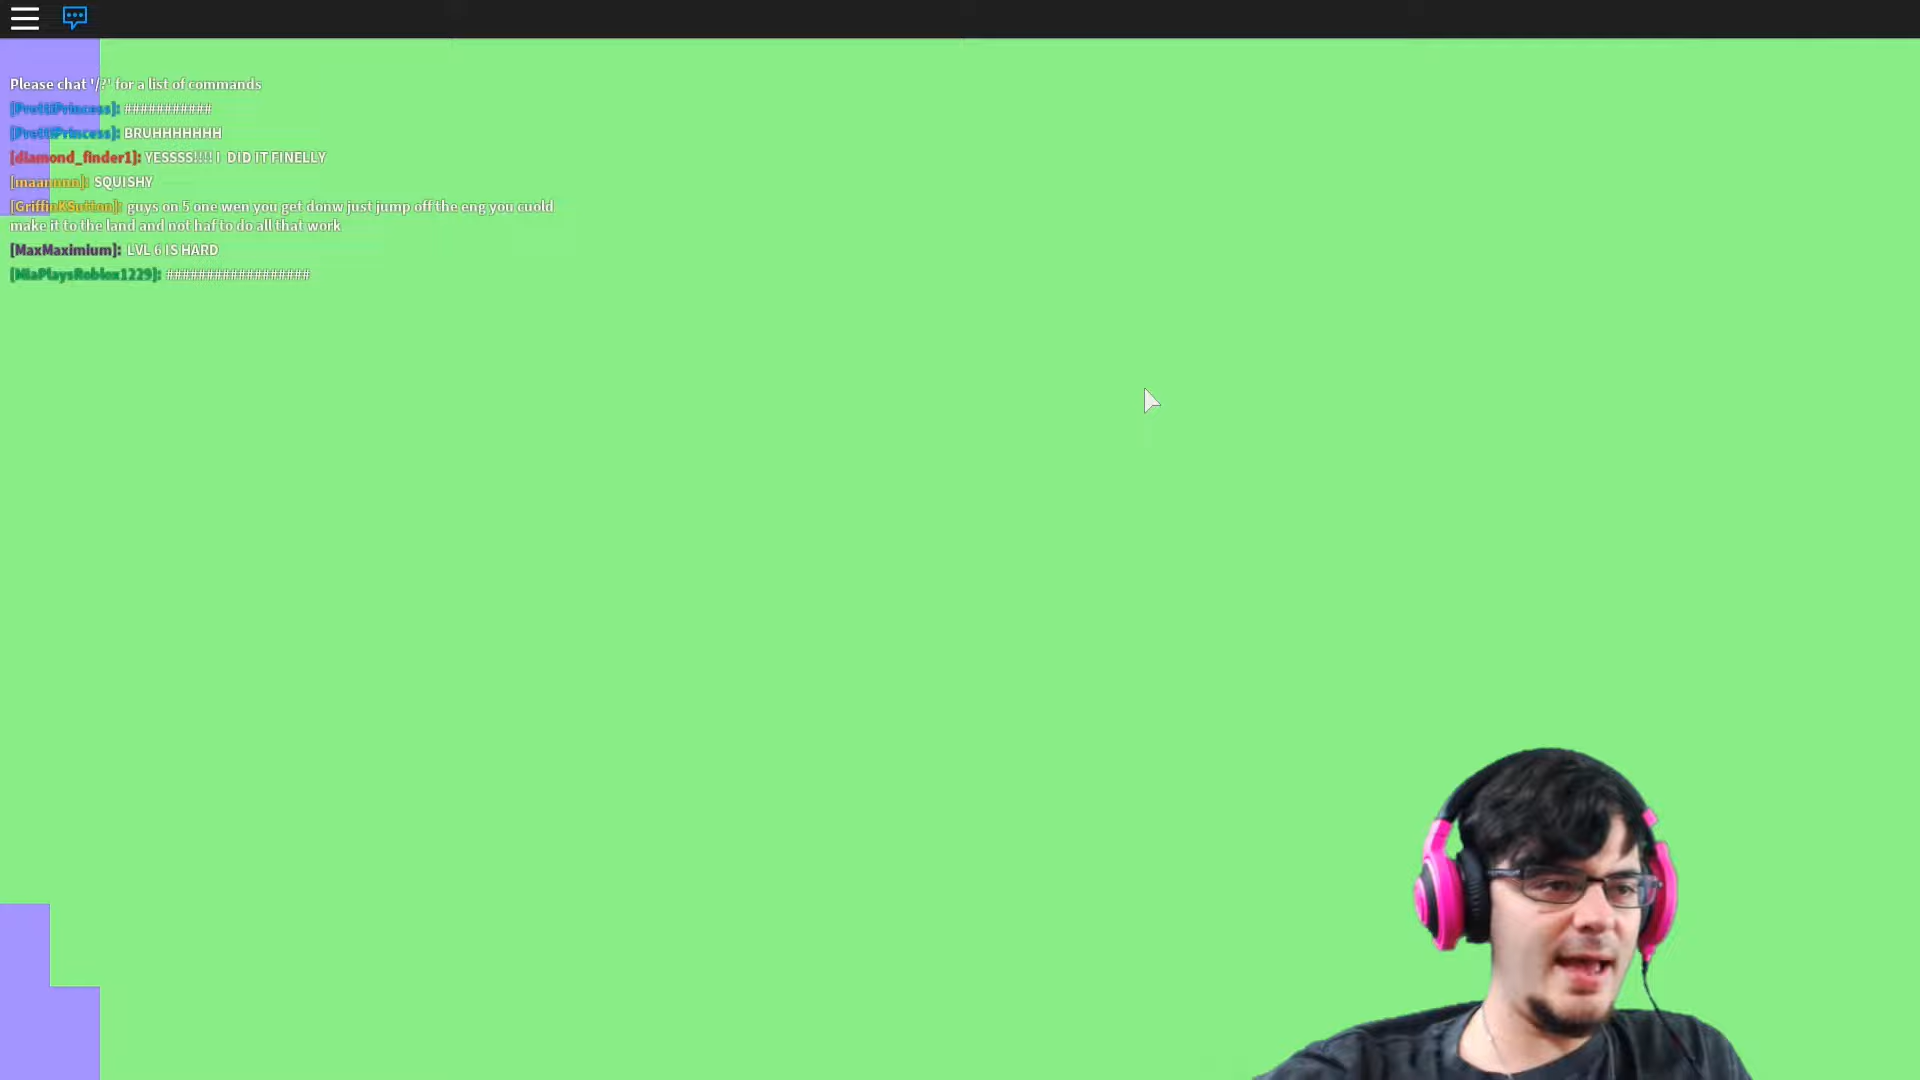 Please chat '/?' for a list of commands
[PrettiPrincess]: ###########
[PrettiPrincess]: BRUHHHHHHH
[diamond_finder1]: YESSSS!!!! I DID IT FINELLY
[maannnn]: SQUISHY
[GriffinKSutton]: guys on 5 one wen you get donw just jump off the eng you cuold
make it to the land and not haf to do all that work
[MaxMaximium]: LVL 6 IS HARD
[MiaPlaysRoblox1229]: ##################